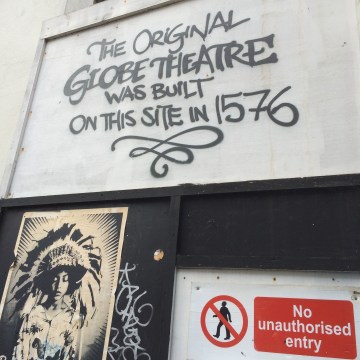 THE ORIGINAL
GLOBE THEATRE
WAS BUILT
ON THIS SITE IN 1576
No
unauthorised
entry